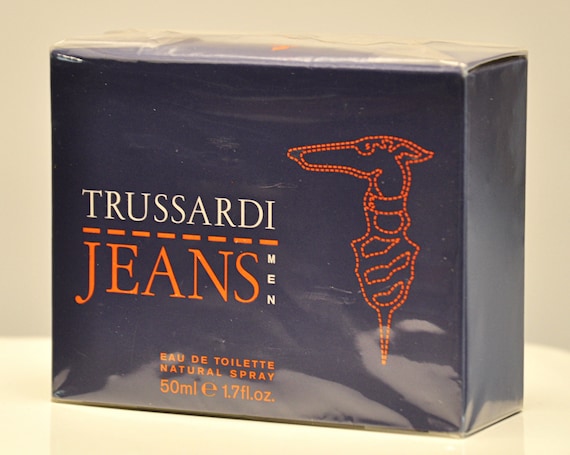 TRUSSARDI
JEANS
MEN
EAU DE TOILETTE
NATURAL SPRAY
50ml ℮ 1.7fl.oz.